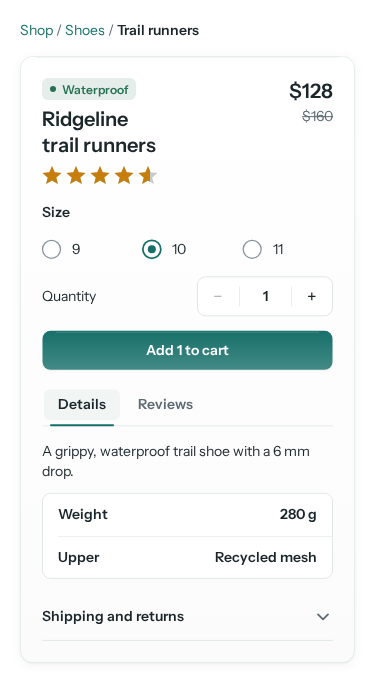 Shop / Shoes / Trail runners
Waterproof
$128
$160
Ridgeline
trail runners
Size
9
10
11
Quantity
− 1 +
Add 1 to cart
Details
Reviews
A grippy, waterproof trail shoe with a 6 mm
drop.
Weight 280 g
Upper Recycled mesh
Shipping and returns